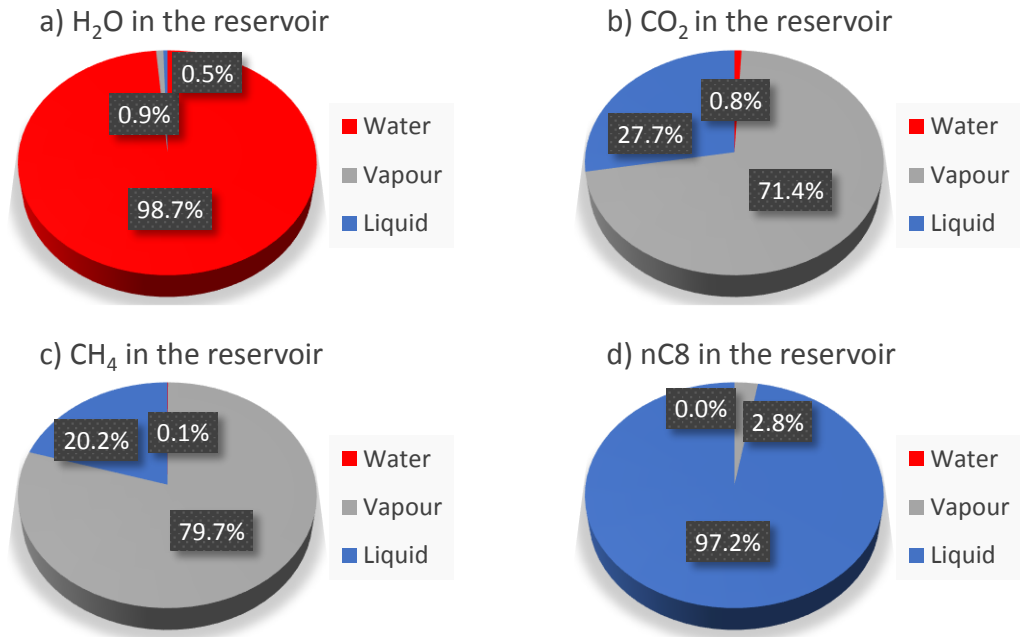 a) H₂O in the reservoir
0.5%
0.9%
98.7%
Water
Vapour
Liquid
b) CO₂ in the reservoir
0.8%
27.7%
71.4%
Water
Vapour
Liquid
c) CH₄ in the reservoir
20.2%
0.1%
79.7%
Water
Vapour
Liquid
d) nC8 in the reservoir
0.0%
2.8%
97.2%
Water
Vapour
Liquid